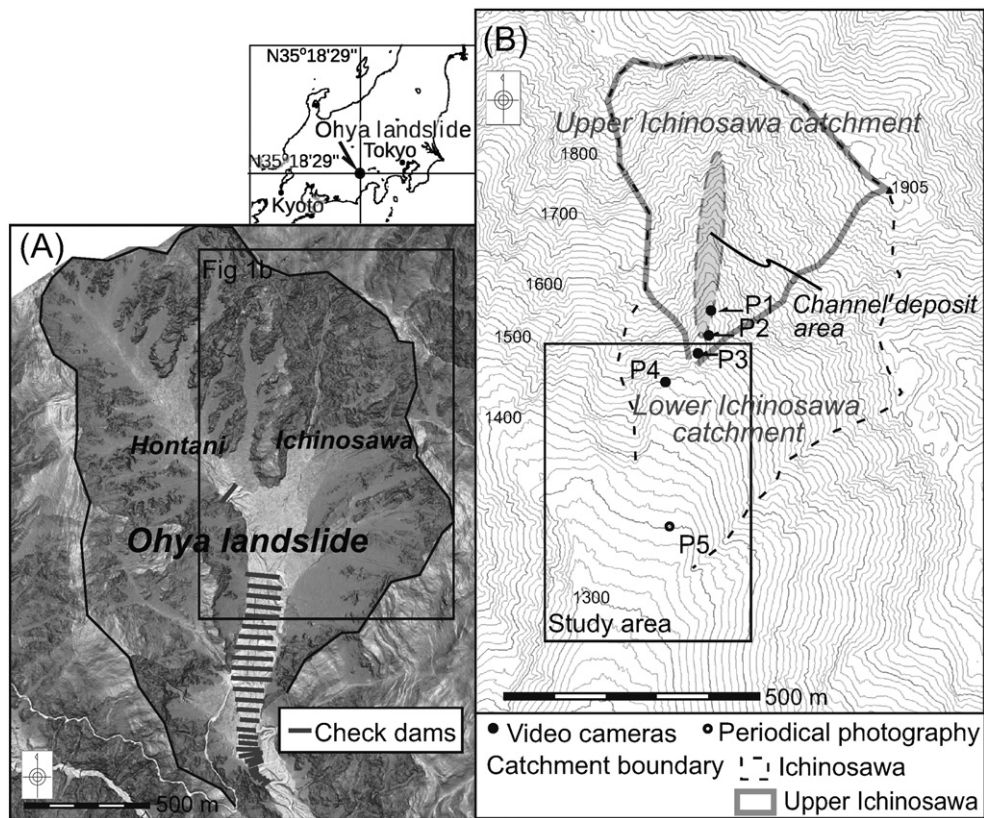 N35°18'29"
Ohya landslide
Tokyo
N35°18'29"
Kyoto
(A)
Fig 1b
Hontani
Ichinosawa
Ohya landslide
Check dams
500 m
(B)
Upper Ichinosawa catchment
1800
1905
1700
1600
Channel deposit
area
P1
1500
P2
P3
P4
1400
Lower Ichinosawa
catchment
P5
1300
Study area
500 m
Video cameras
Periodical photography
Catchment boundary
Ichinosawa
Upper Ichinosawa